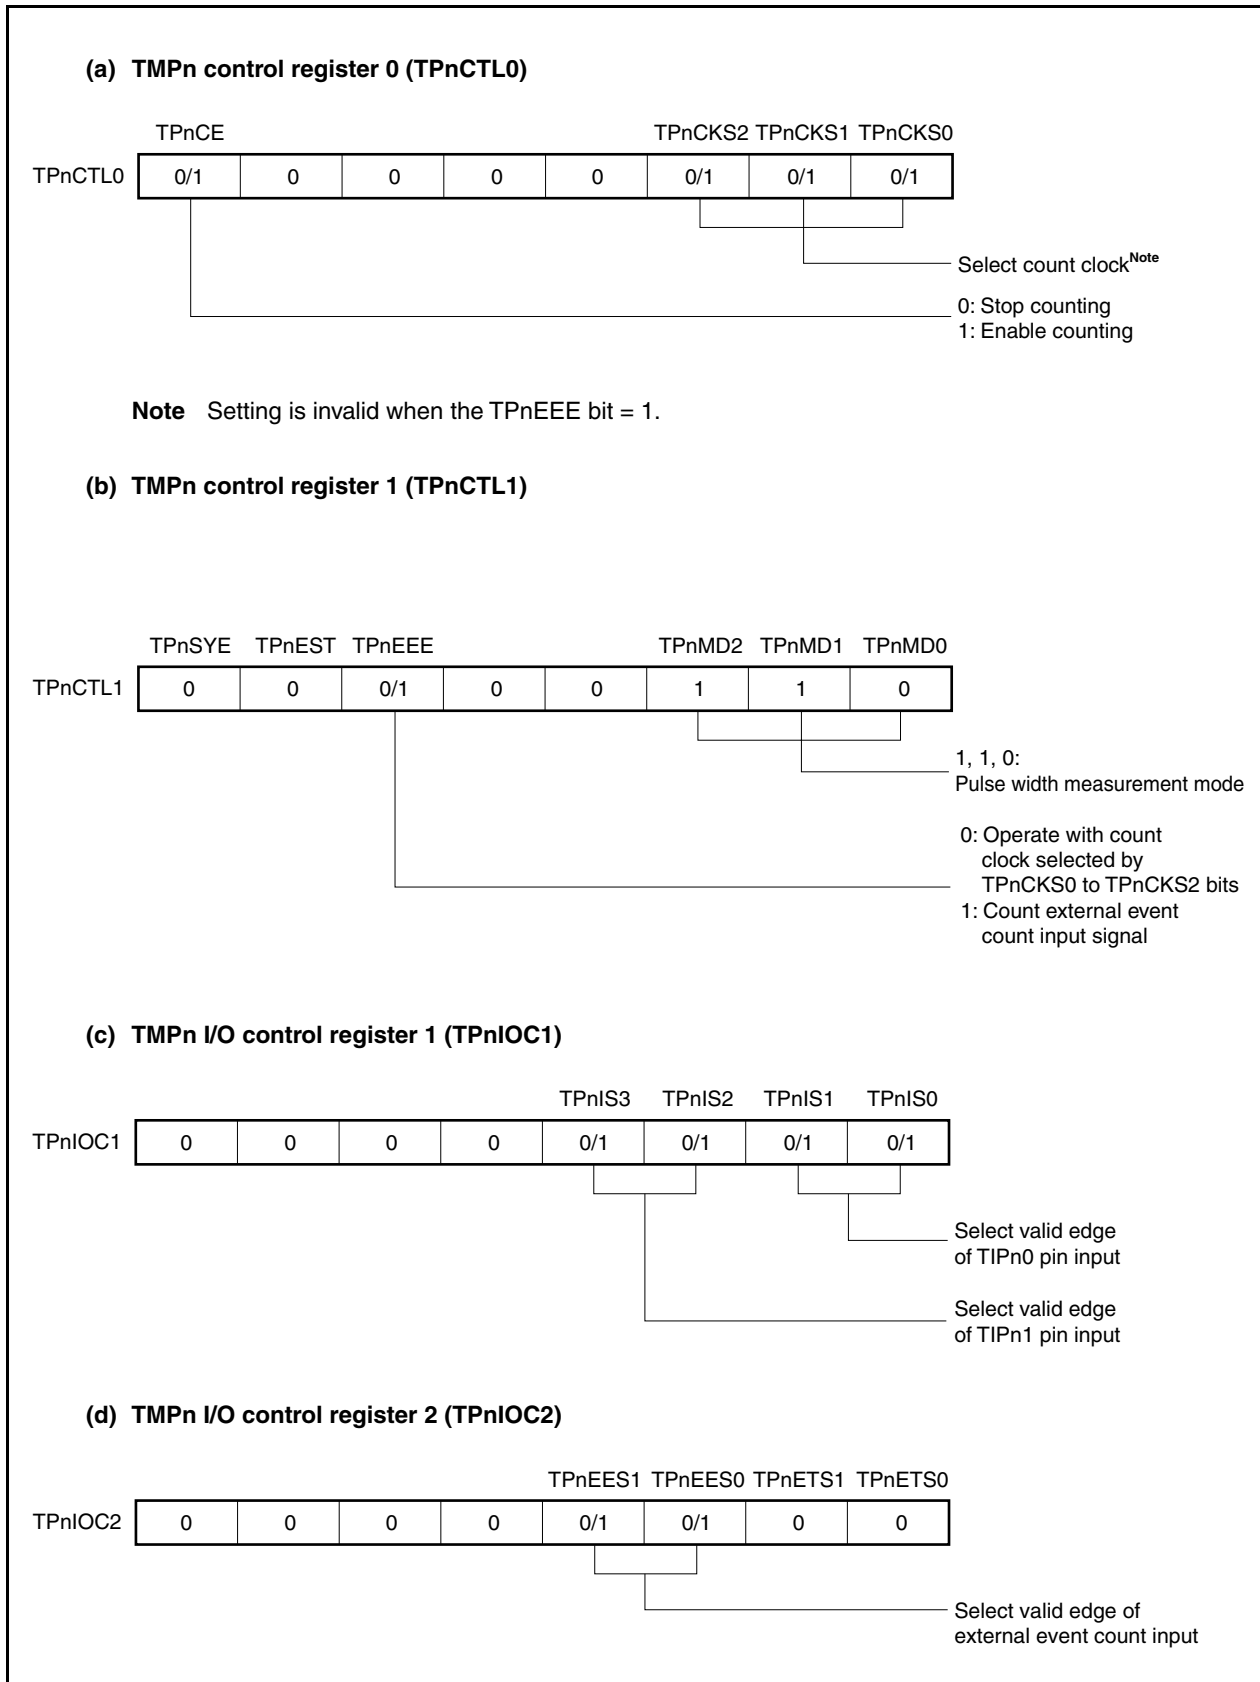 (a) TMPn control register 0 (TPnCTL0)
TPnCE TPnCKS2 TPnCKS1 TPnCKS0
TPnCTL0 0/1 0 0 0 0 0/1 0/1 0/1
Select count clockNote
0: Stop counting
1: Enable counting
Note Setting is invalid when the TPnEEE bit = 1.
(b) TMPn control register 1 (TPnCTL1)
TPnSYE TPnEST TPnEEE TPnMD2 TPnMD1 TPnMD0
TPnCTL1 0 0 0/1 0 0 1 1 0
1, 1, 0:
Pulse width measurement mode
0: Operate with count
clock selected by
TPnCKS0 to TPnCKS2 bits
1: Count external event
count input signal
(c) TMPn I/O control register 1 (TPnIOC1)
TPnIS3 TPnIS2 TPnIS1 TPnIS0
TPnIOC1 0 0 0 0 0/1 0/1 0/1 0/1
Select valid edge
of TIPn0 pin input
Select valid edge
of TIPn1 pin input
(d) TMPn I/O control register 2 (TPnIOC2)
TPnEES1 TPnEES0 TPnETS1 TPnETS0
TPnIOC2 0 0 0 0 0/1 0/1 0 0
Select valid edge of
external event count input